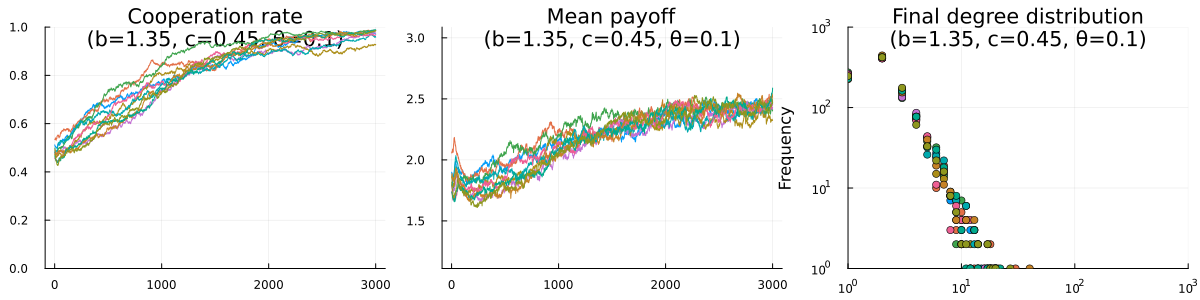 Cooperation rate
(b=1.35, c=0.45, θ=0.1)
1.0
0.8
0.6
0.4
0.2
0.0
0 1000 2000 3000
Mean payoff
(b=1.35, c=0.45, θ=0.1)
3.0
2.5
2.0
1.5
0 1000 2000 3000
Final degree distribution
(b=1.35, c=0.45, θ=0.1)
Frequency
10³
10²
10¹
10⁰
10⁰ 10¹ 10² 10³